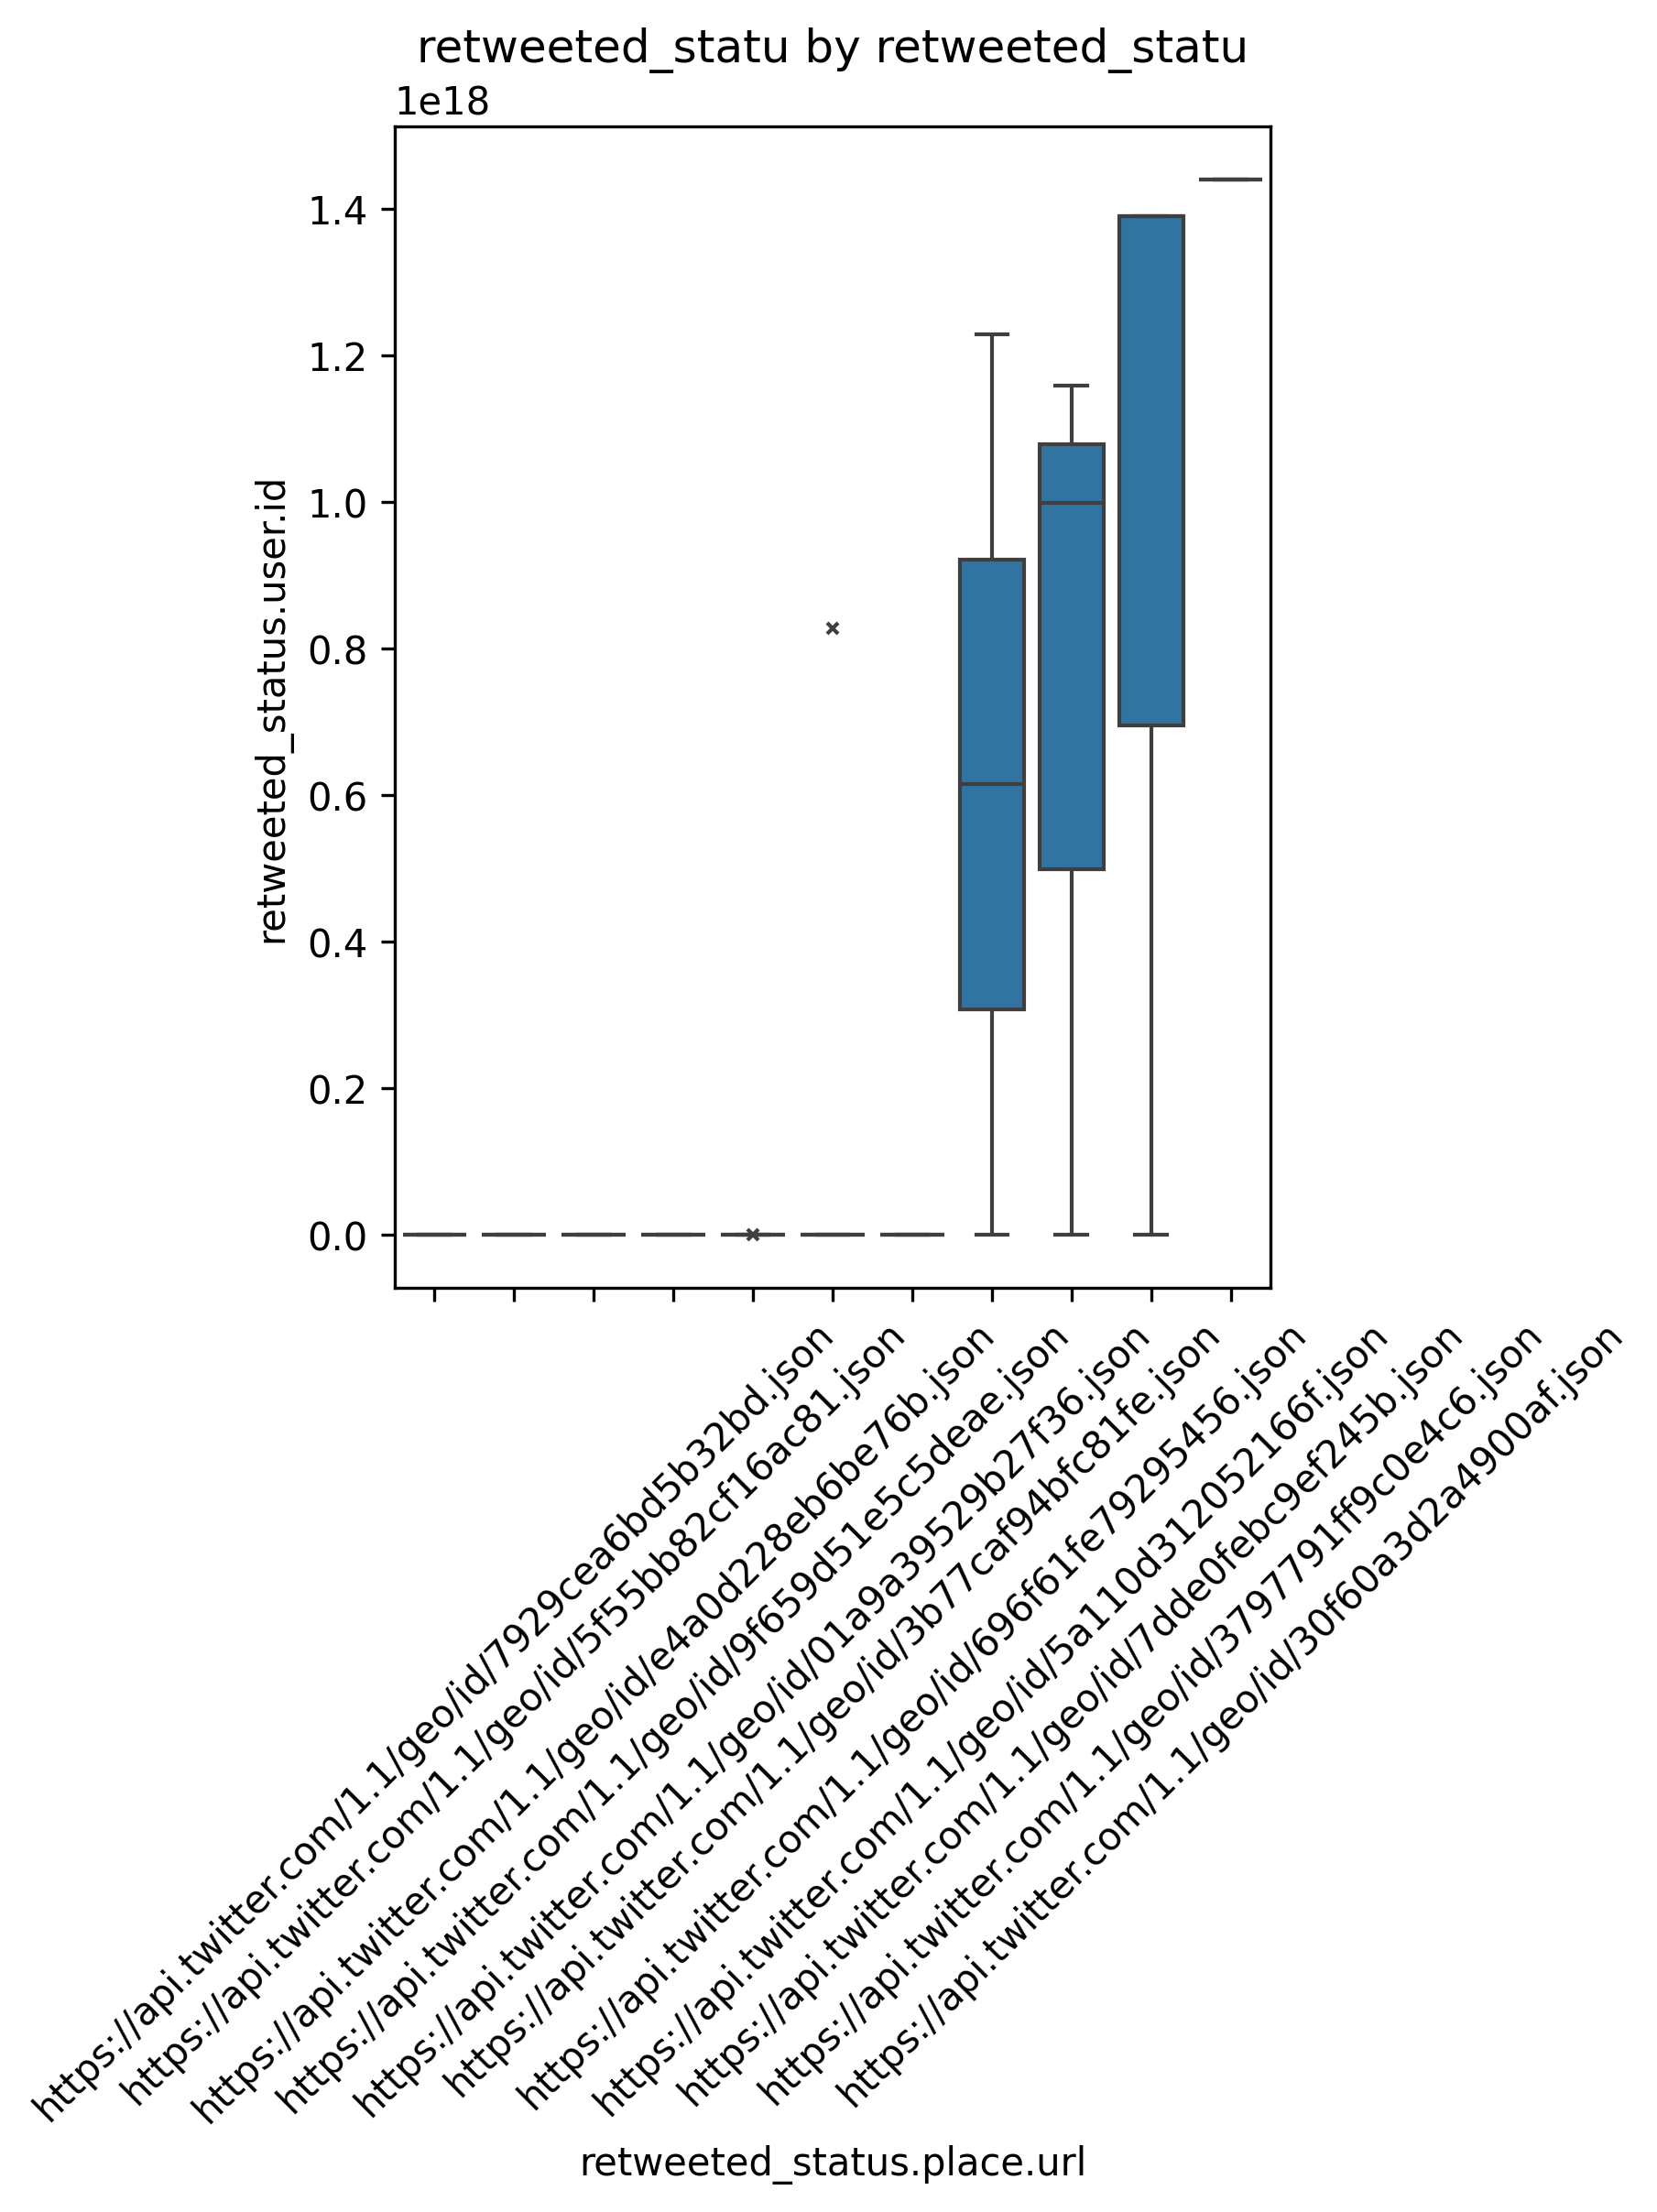 retweeted_statu by retweeted_statu
1e18
1.4
1.2
1.0
0.8
0.6
0.4
0.2
0.0
retweeted_status.user.id
https://api.twitter.com/1.1/geo/id/7929cea6bd5b32bd.json
https://api.twitter.com/1.1/geo/id/5f55bb82cf16ac81.json
https://api.twitter.com/1.1/geo/id/e4a0d228eb6be76b.json
https://api.twitter.com/1.1/geo/id/9f659d51e5c5deae.json
https://api.twitter.com/1.1/geo/id/01a9a39529b27f36.json
https://api.twitter.com/1.1/geo/id/3b77caf94bfc81fe.json
https://api.twitter.com/1.1/geo/id/696f61fe79295456.json
https://api.twitter.com/1.1/geo/id/5a110d312052166f.json
https://api.twitter.com/1.1/geo/id/7dde0febc9ef245b.json
https://api.twitter.com/1.1/geo/id/3797791ff9c0e4c6.json
https://api.twitter.com/1.1/geo/id/30f60a3d2a4900af.json
retweeted_status.place.url